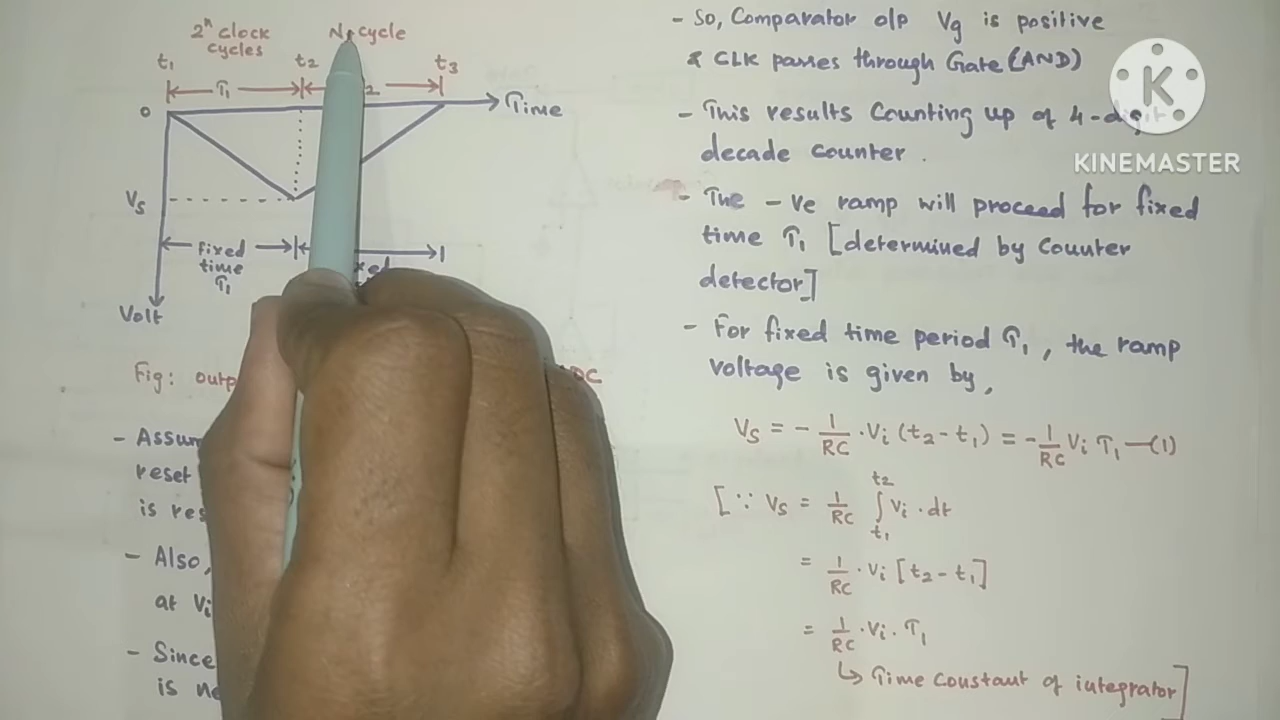 2ⁿ Clock
cycles
N cycle
t₁
t₂
t₃
T₁
2
0
Time
Vs
fixed
time
T₁
xed
Volt
Fig: outp
DC
- Assum
reset
is res
- Also,
at Vi
- Since
is ne
- So, Comparator o/p Vg is positive
& CLK passes through Gate (AND)
- This results Counting up of 4-digit
decade counter.
- The -ve ramp will proceed for fixed
time T₁ [determined by Counter
detector]
- For fixed time period T₁, the ramp
voltage is given by,
Vs = - 1/RC . Vi (t₂ - t₁) = - 1/RC Vi T₁ —(1)
[∵ Vs = 1/RC ∫t₁t₂ Vi . dt
= 1/RC . Vi [t₂ - t₁]
= 1/RC . Vi . T₁
↳ Time Constant of integrator]
K
KINEMASTER